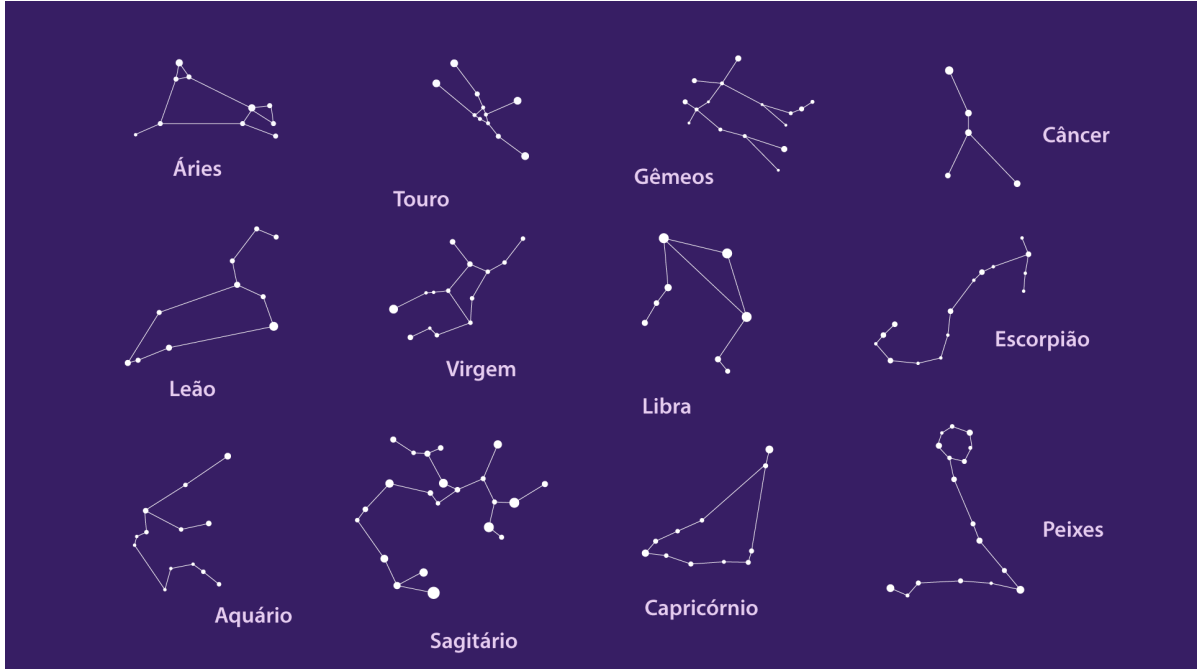 Áries
Touro
Gêmeos
Câncer
Leão
Virgem
Libra
Escorpião
Aquário
Sagitário
Capricórnio
Peixes